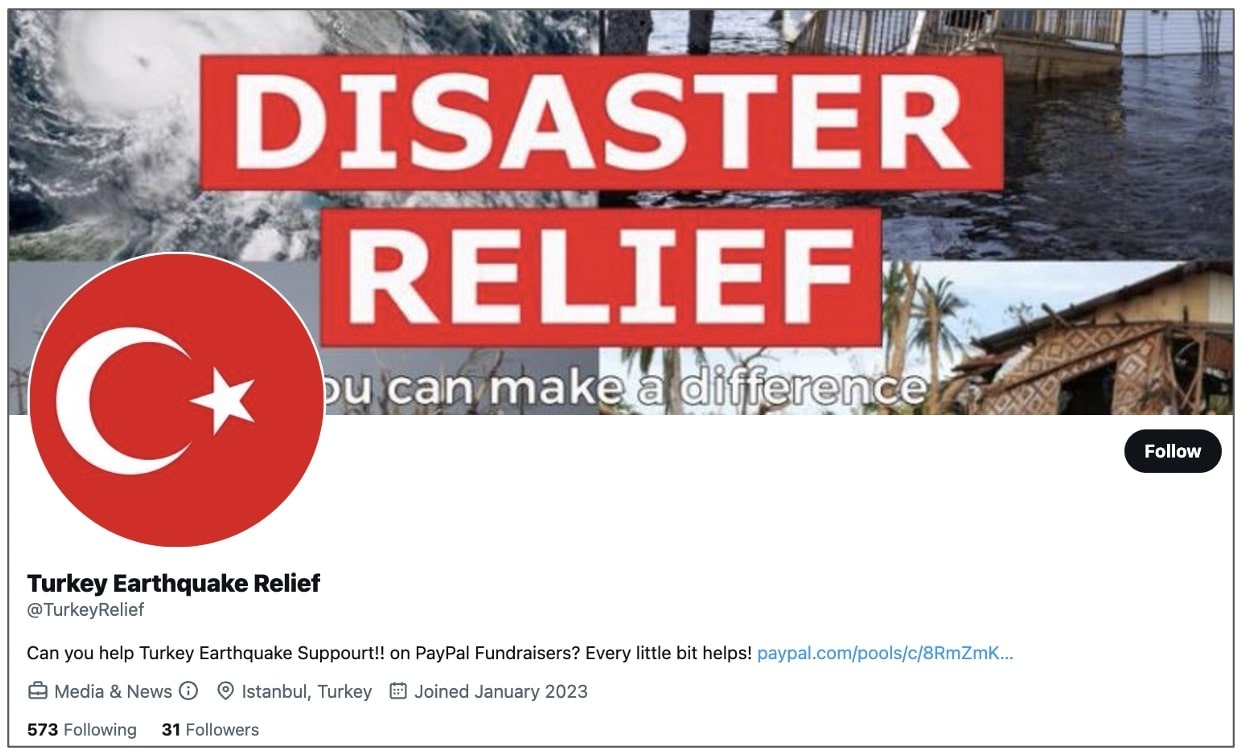 DISASTER
RELIEF
ou can make a difference
Follow
Turkey Earthquake Relief
@TurkeyRelief
Can you help Turkey Earthquake Suppourt!! on PayPal Fundraisers? Every little bit helps! paypal.com/pools/c/8RmZmK...
Media & News Istanbul, Turkey Joined January 2023
573 Following 31 Followers